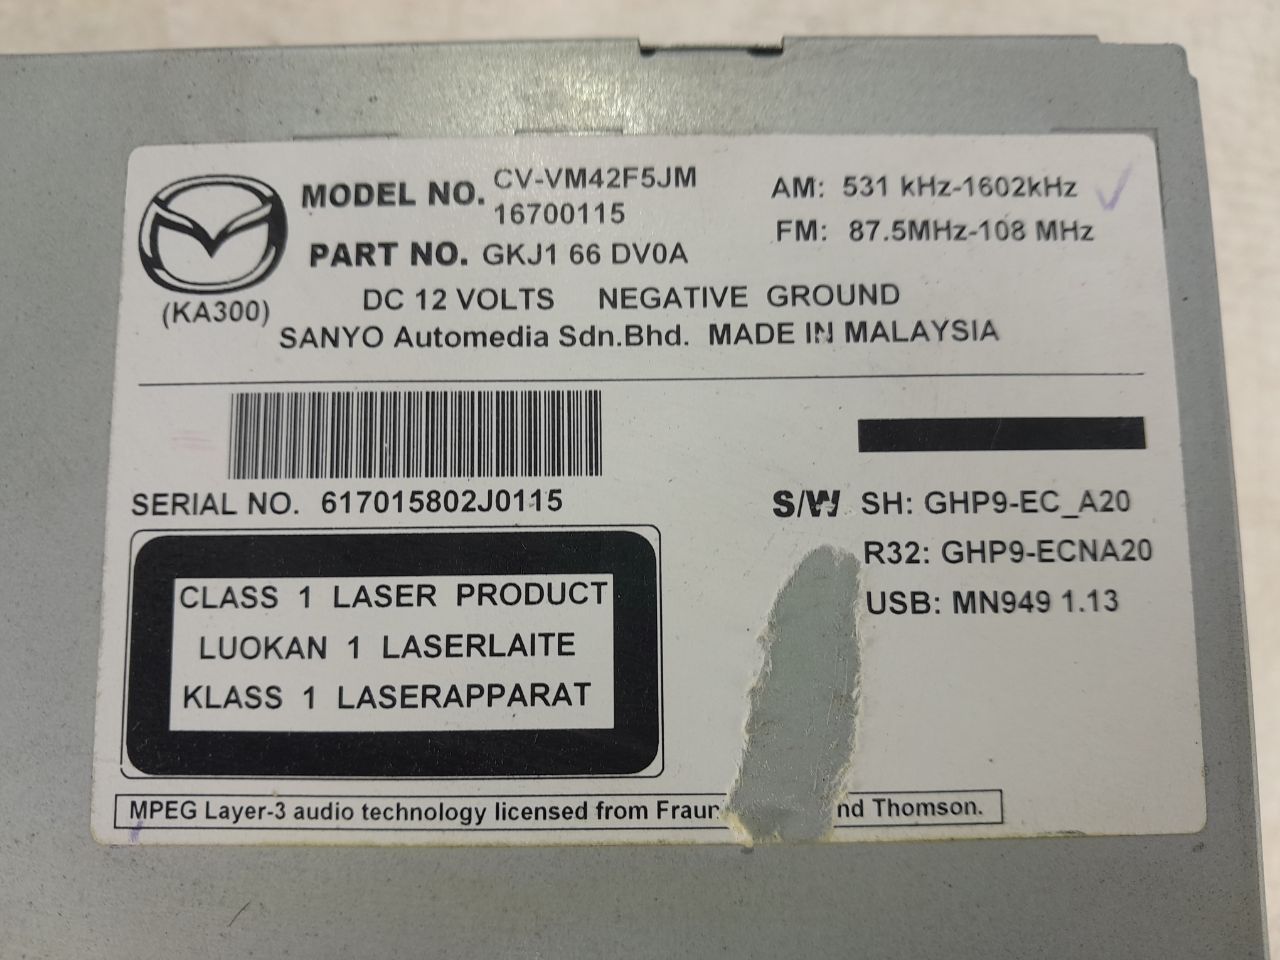 MODEL NO. CV-VM42F5JM
16700115
AM: 531 kHz-1602kHz
FM: 87.5MHz-108 MHz
PART NO. GKJ1 66 DV0A
(KA300)
DC 12 VOLTS NEGATIVE GROUND
SANYO Automedia Sdn.Bhd. MADE IN MALAYSIA
SERIAL NO. 617015802J0115
S/W SH: GHP9-EC_A20
R32: GHP9-ECNA20
USB: MN949 1.13
CLASS 1 LASER PRODUCT
LUOKAN 1 LASERLAITE
KLASS 1 LASERAPPARAT
MPEG Layer-3 audio technology licensed from Thomson.